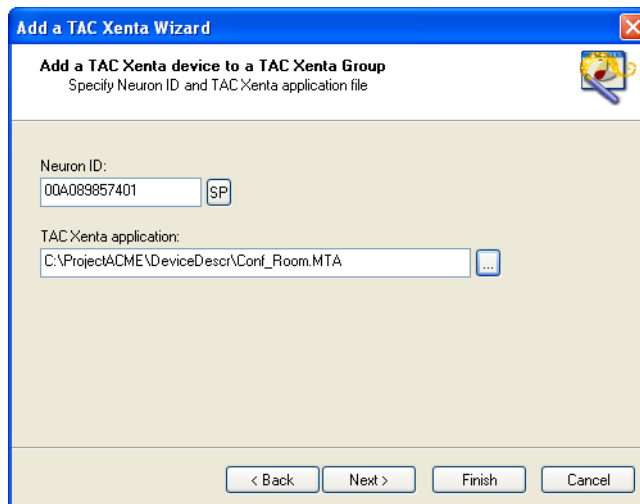 Add a TAC Xenta Wizard
Add a TAC Xenta device to a TAC Xenta Group
Specify Neuron ID and TAC Xenta application file
Neuron ID:
00A089857401 SP
TAC Xenta application:
C:\ProjectACME\DeviceDescr\Conf_Room.MTA ...
< Back Next > Finish Cancel